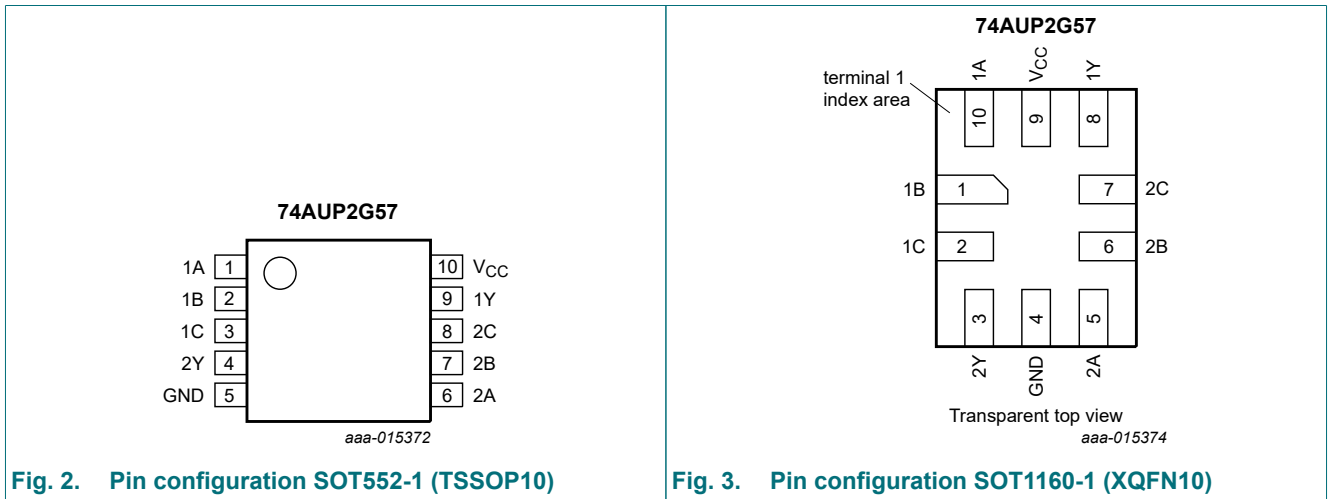 74AUP2G57
1A 1
1B 2
1C 3
2Y 4
GND 5
10 VCC
9 1Y
8 2C
7 2B
6 2A
aaa-015372
Fig. 2. Pin configuration SOT552-1 (TSSOP10)
74AUP2G57
terminal 1
index area
1A VCC 1Y
10 9 8
1B 1 7 2C
1C 2 6 2B
3 4 5
2Y GND 2A
Transparent top view
aaa-015374
Fig. 3. Pin configuration SOT1160-1 (XQFN10)